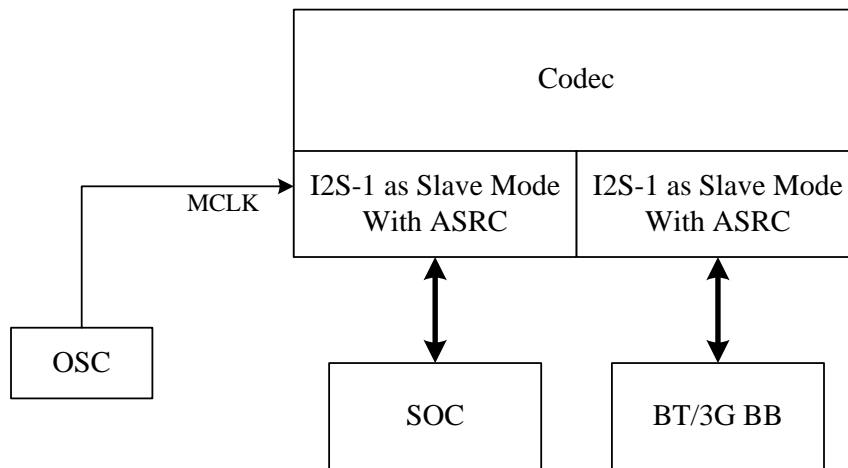 Codec
I2S-1 as Slave Mode
With ASRC
I2S-1 as Slave Mode
With ASRC
MCLK
OSC
SOC
BT/3G BB